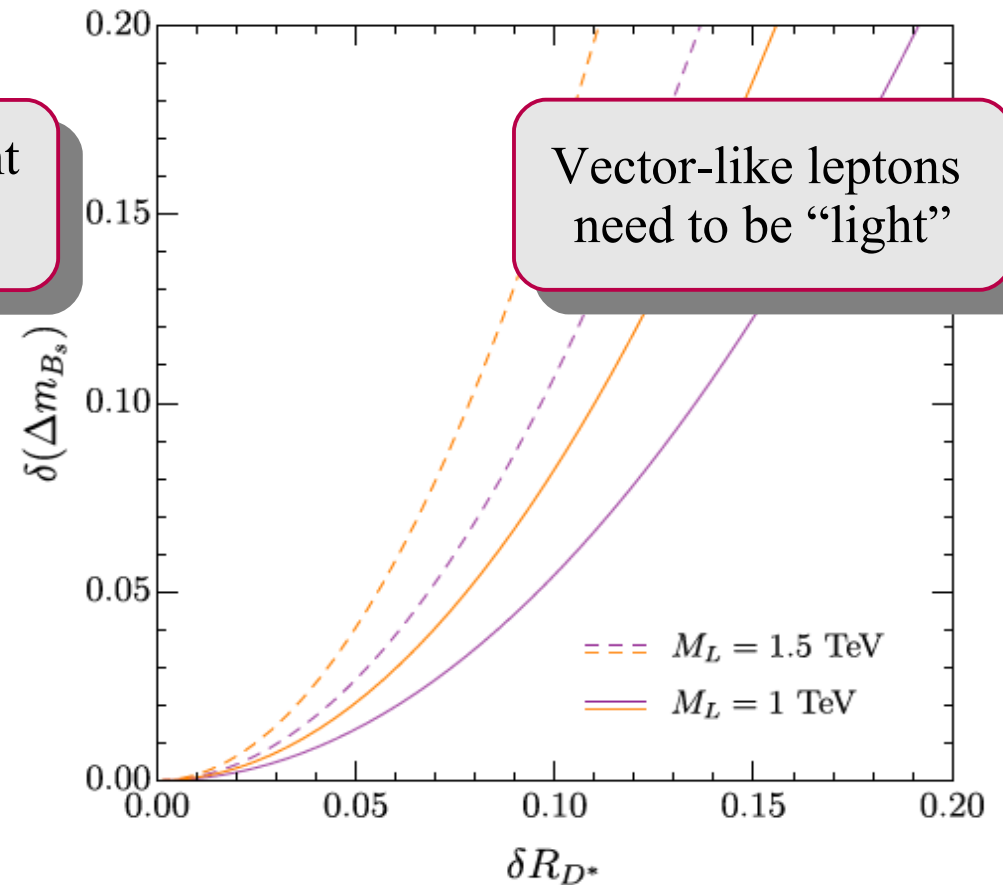 0.20
Vector-like leptons
need to be “light”
0.15
δ(Δm_{B_s})
0.10
0.05
M_L = 1.5 TeV
M_L = 1 TeV
0.00
0.00 0.05 0.10 0.15 0.20
δR_{D*}